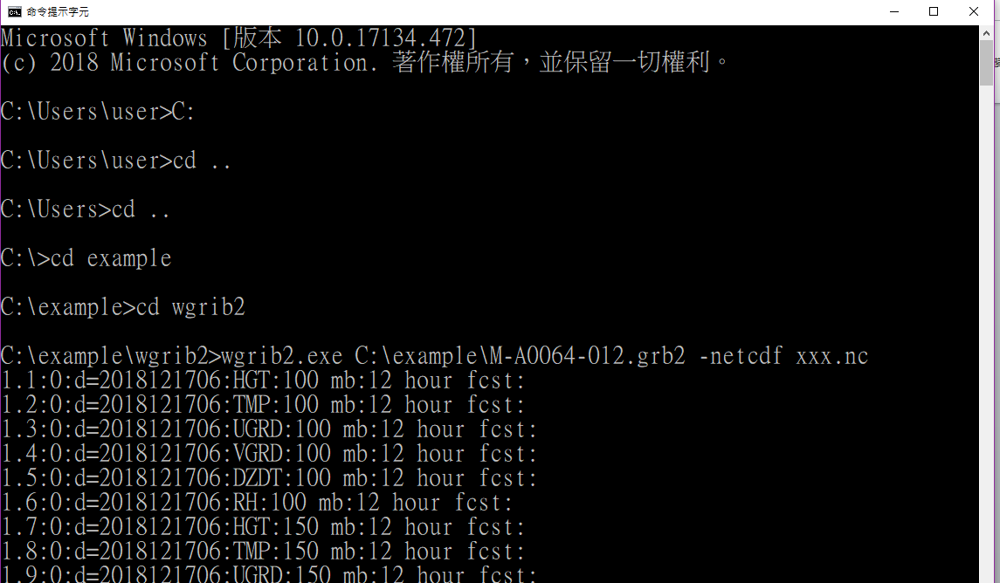 命令提示字元
Microsoft Windows [版本 10.0.17134.472]
(c) 2018 Microsoft Corporation. 著作權所有，並保留一切權利。
C:\Users\user>C:
C:\Users\user>cd ..
C:\Users>cd ..
C:\>cd example
C:\example>cd wgrib2
C:\example\wgrib2>wgrib2.exe C:\example\M-A0064-012.grb2 -netcdf xxx.nc
1.1:0:d=2018121706:HGT:100 mb:12 hour fcst:
1.2:0:d=2018121706:TMP:100 mb:12 hour fcst:
1.3:0:d=2018121706:UGRD:100 mb:12 hour fcst:
1.4:0:d=2018121706:VGRD:100 mb:12 hour fcst:
1.5:0:d=2018121706:DZDT:100 mb:12 hour fcst:
1.6:0:d=2018121706:RH:100 mb:12 hour fcst:
1.7:0:d=2018121706:HGT:150 mb:12 hour fcst:
1.8:0:d=2018121706:TMP:150 mb:12 hour fcst:
1.9:0:d=2018121706:UGRD:150 mb:12 hour fcst: